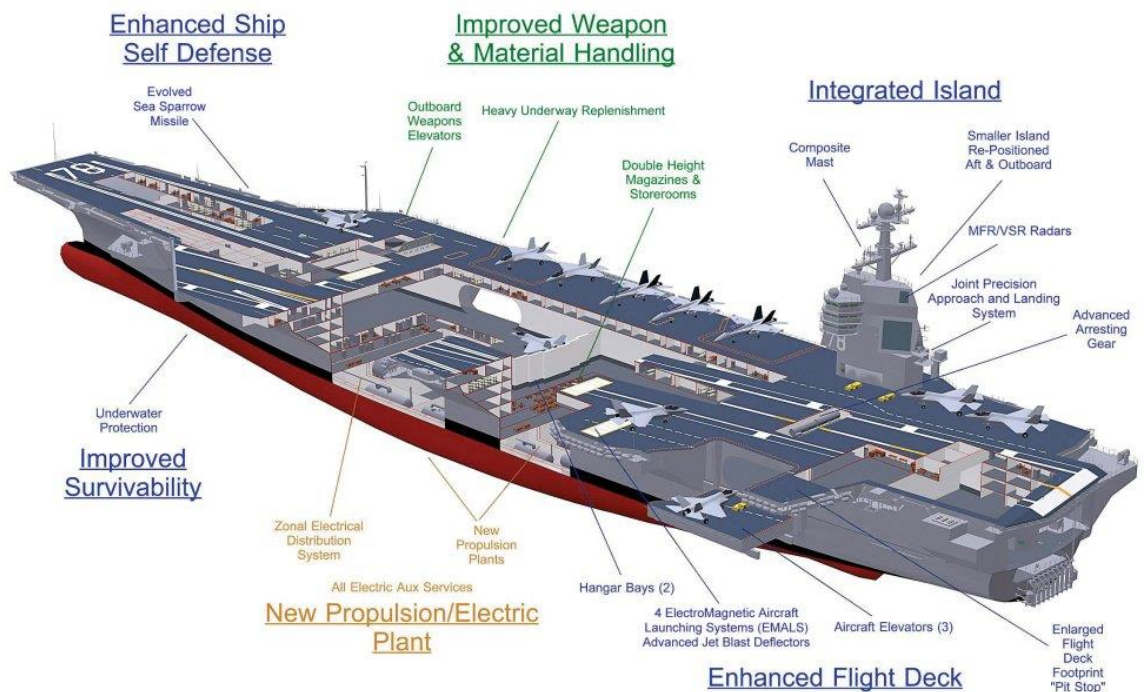 Enhanced Ship
Self Defense
Improved Weapon
& Material Handling
Integrated Island
Evolved
Sea Sparrow
Missile
Outboard
Weapons
Elevators
Heavy Underway Replenishment
Double Height
Magazines &
Storerooms
Composite
Mast
Smaller Island
Re-Positioned
Aft & Outboard
MFR/VSR Radars
Joint Precision
Approach and Landing
System
Advanced
Arresting
Gear
78
Underwater
Protection
Improved
Survivability
Zonal Electrical
Distribution
System
New
Propulsion
Plants
All Electric Aux Services
New Propulsion/Electric
Plant
Hangar Bays (2)
4 ElectroMagnetic Aircraft
Launching Systems (EMALS)
Advanced Jet Blast Deflectors
Aircraft Elevators (3)
Enlarged
Flight
Deck
Footprint
"Pit Stop"
Enhanced Flight Deck